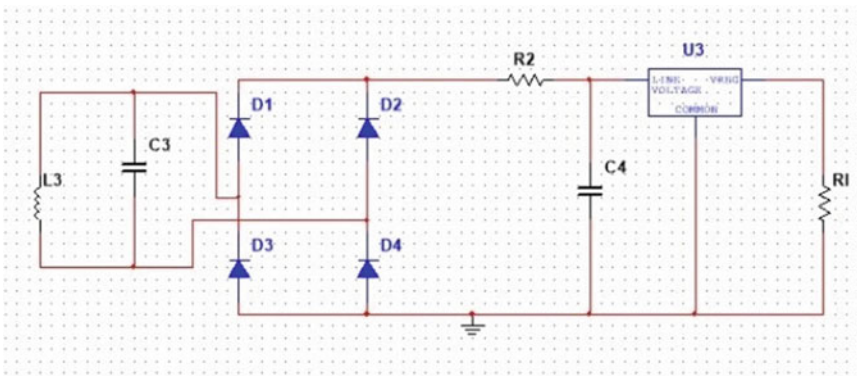 R2
U3
D1
D2
LINE VREG
VOLTAGE
COMMON
C3
C4
L3
Rl
D3
D4